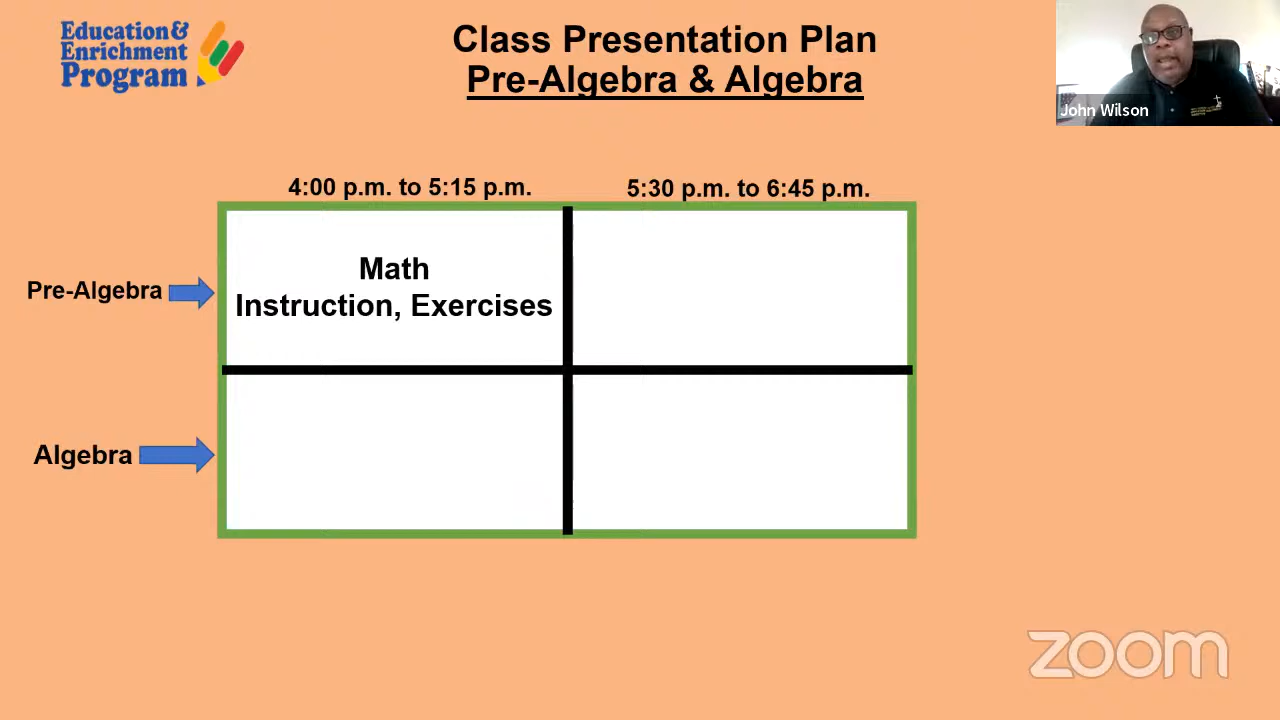 Education &
Enrichment
Program
Class Presentation Plan
Pre-Algebra & Algebra
John Wilson
4:00 p.m. to 5:15 p.m.
5:30 p.m. to 6:45 p.m.
Pre-Algebra
Math
Instruction, Exercises
Algebra
zoom